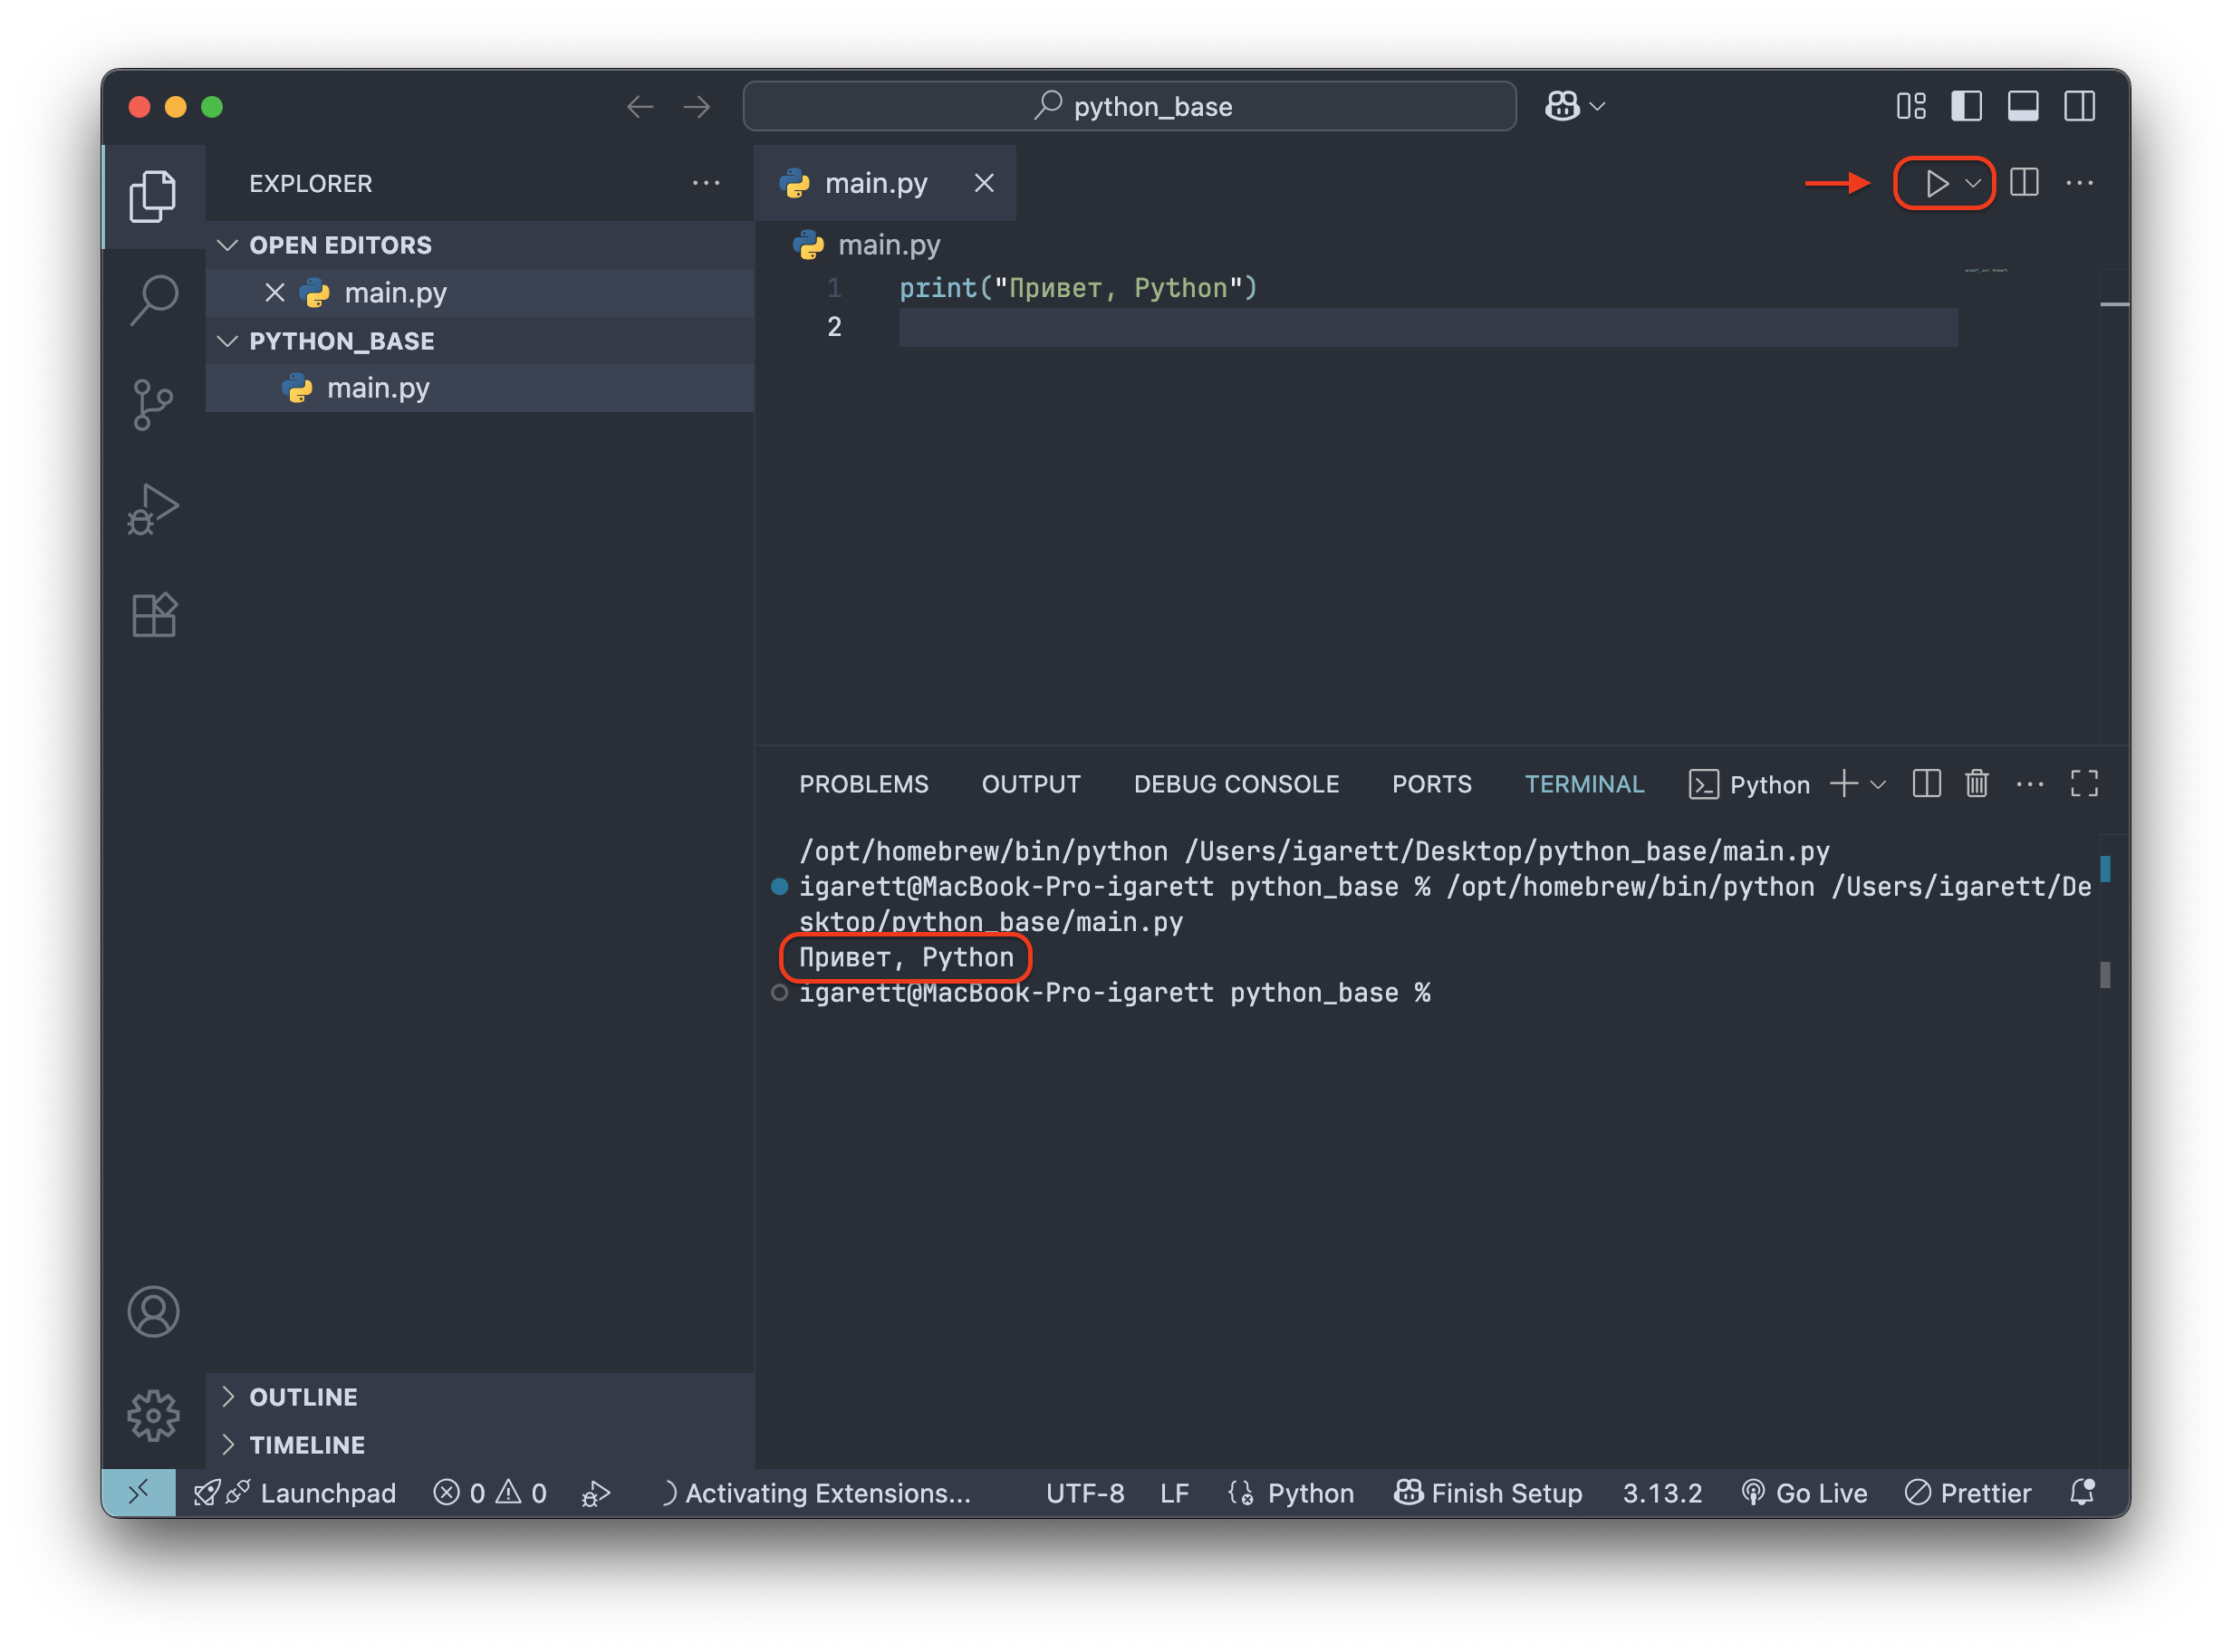 python_base
EXPLORER
main.py
OPEN EDITORS
main.py
main.py
1 print("Привет, Python")
2
PYTHON_BASE
main.py
PROBLEMS OUTPUT DEBUG CONSOLE PORTS TERMINAL Python
/opt/homebrew/bin/python /Users/igarett/Desktop/python_base/main.py
igarett@MacBook-Pro-igarett python_base % /opt/homebrew/bin/python /Users/igarett/De
sktop/python_base/main.py
Привет, Python
igarett@MacBook-Pro-igarett python_base %
OUTLINE
TIMELINE
Launchpad 0 0 Activating Extensions... UTF-8 LF Python Finish Setup 3.13.2 Go Live Prettier